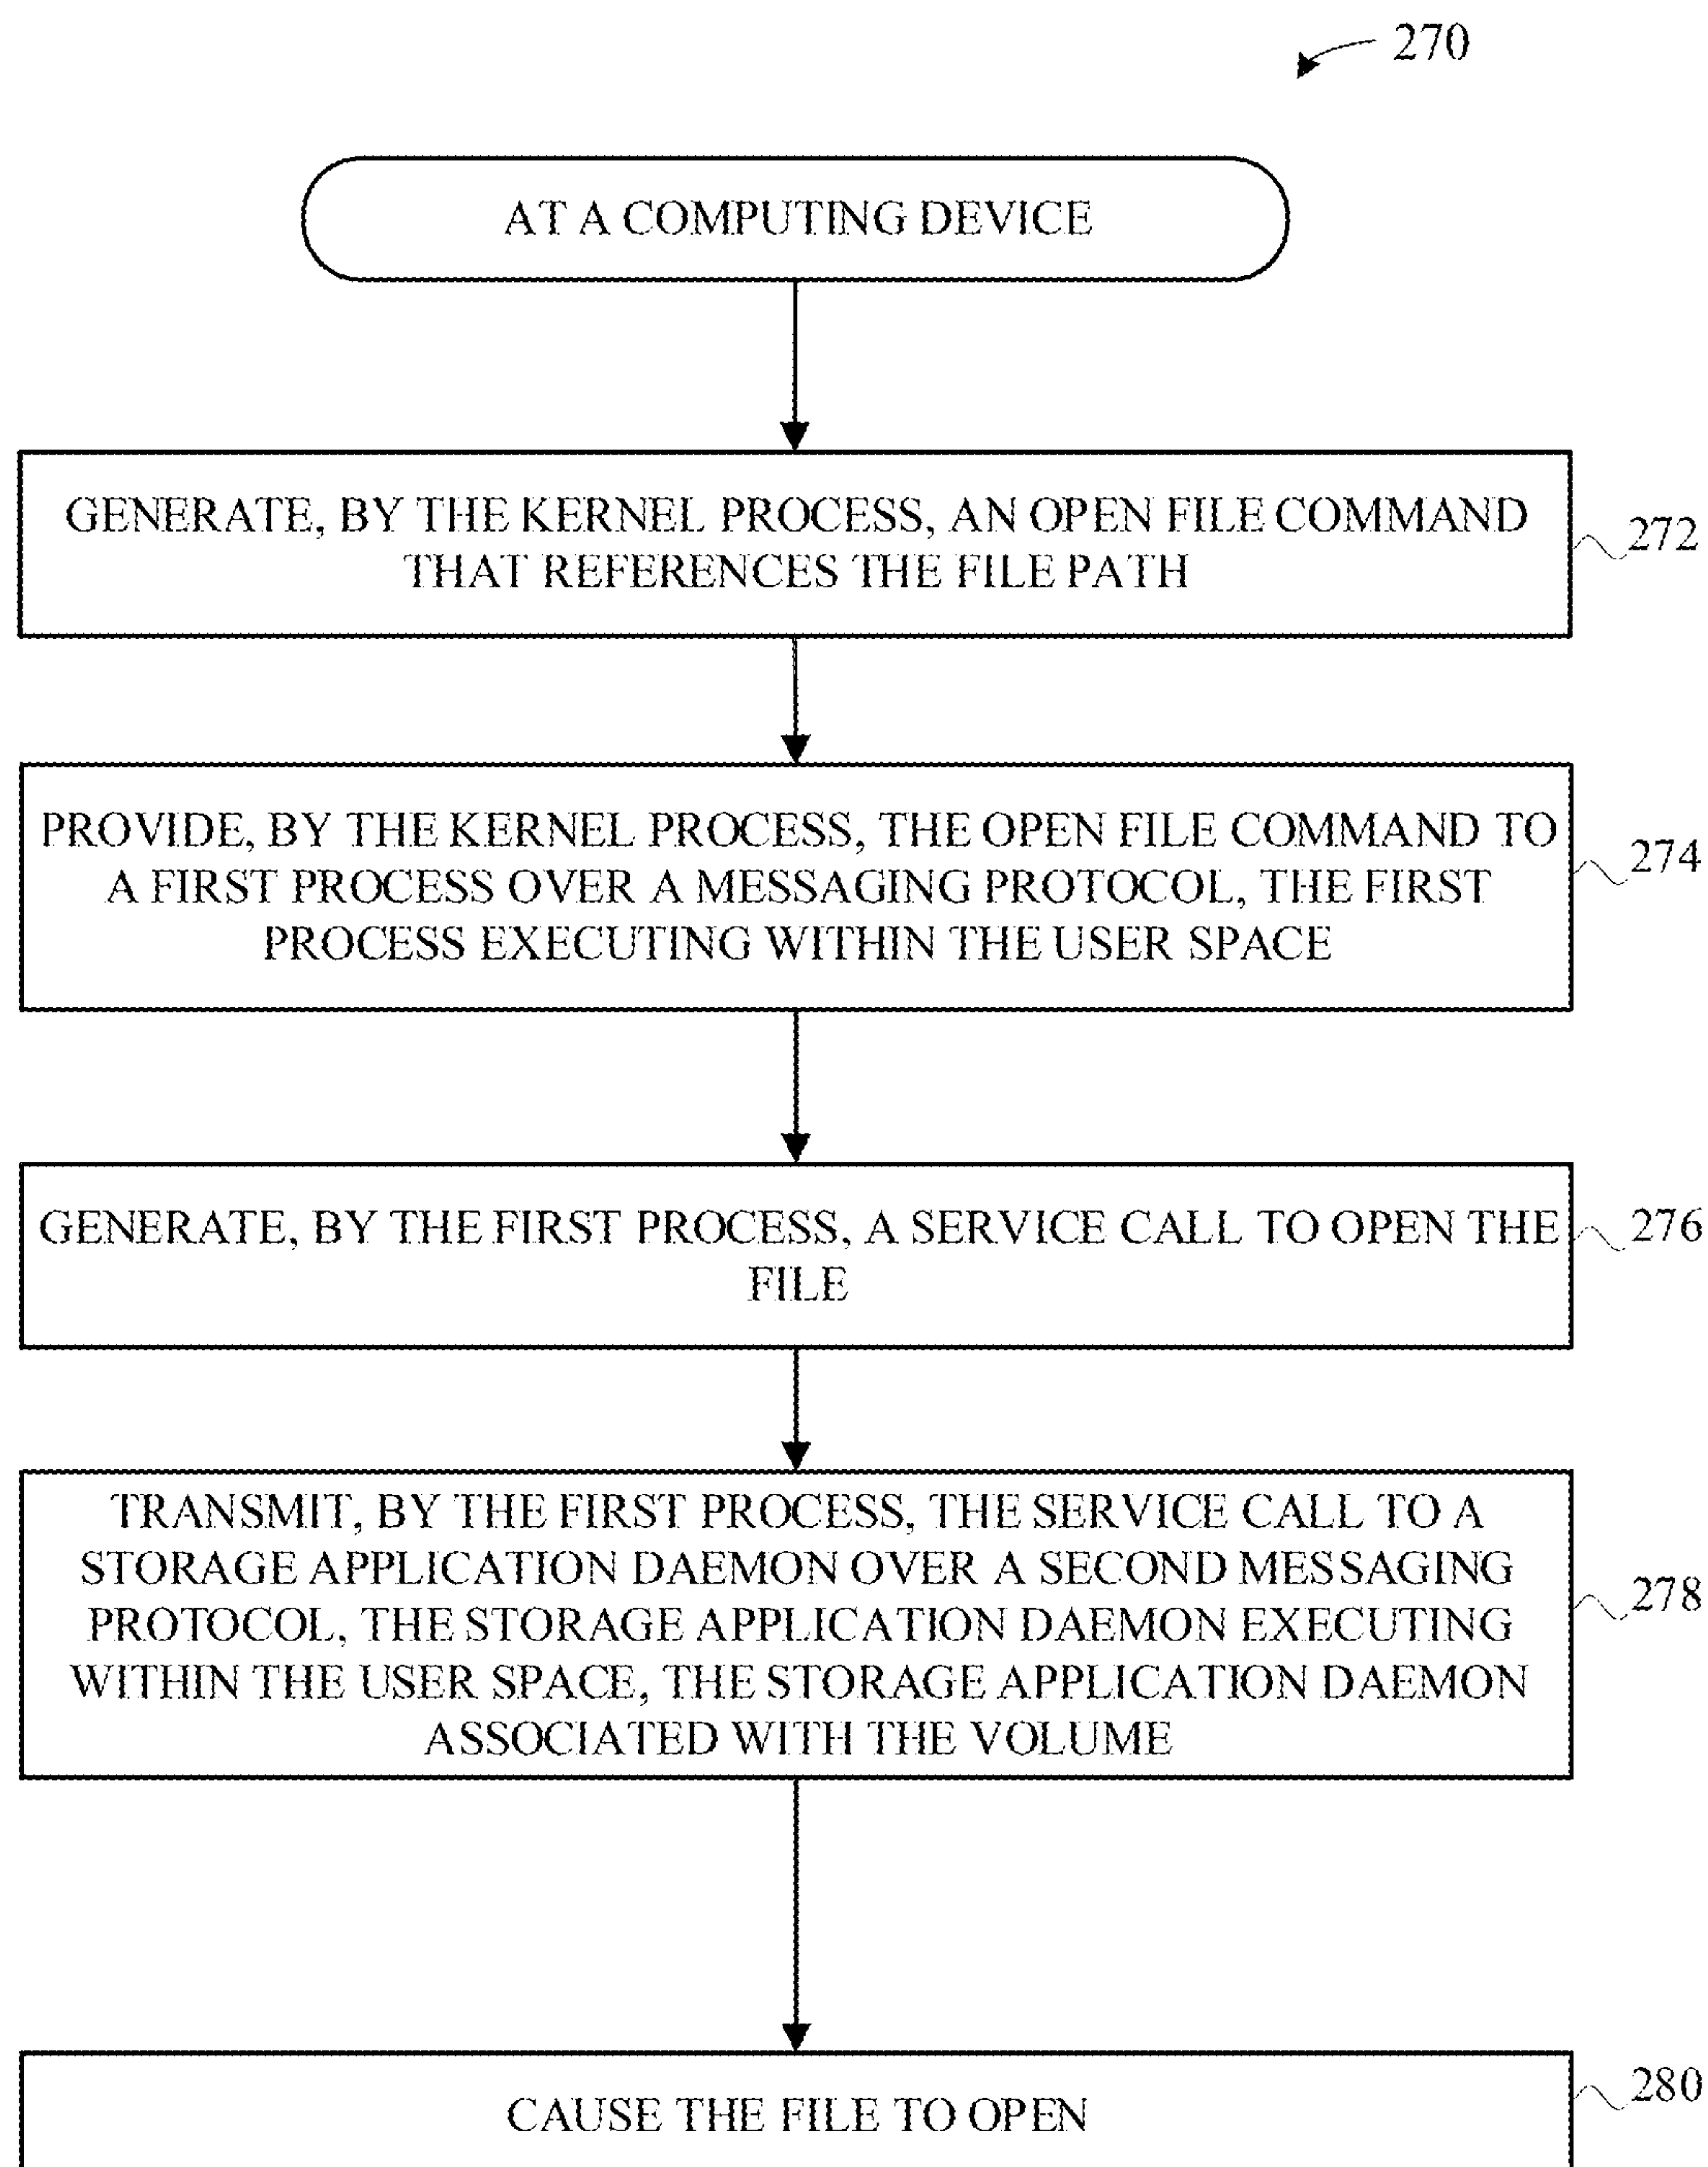 270
AT A COMPUTING DEVICE
GENERATE, BY THE KERNEL PROCESS, AN OPEN FILE COMMAND
THAT REFERENCES THE FILE PATH
272
PROVIDE, BY THE KERNEL PROCESS, THE OPEN FILE COMMAND TO
A FIRST PROCESS OVER A MESSAGING PROTOCOL, THE FIRST
PROCESS EXECUTING WITHIN THE USER SPACE
274
GENERATE, BY THE FIRST PROCESS, A SERVICE CALL TO OPEN THE
FILE
276
TRANSMIT, BY THE FIRST PROCESS, THE SERVICE CALL TO A
STORAGE APPLICATION DAEMON OVER A SECOND MESSAGING
PROTOCOL, THE STORAGE APPLICATION DAEMON EXECUTING
WITHIN THE USER SPACE, THE STORAGE APPLICATION DAEMON
ASSOCIATED WITH THE VOLUME
278
CAUSE THE FILE TO OPEN
280